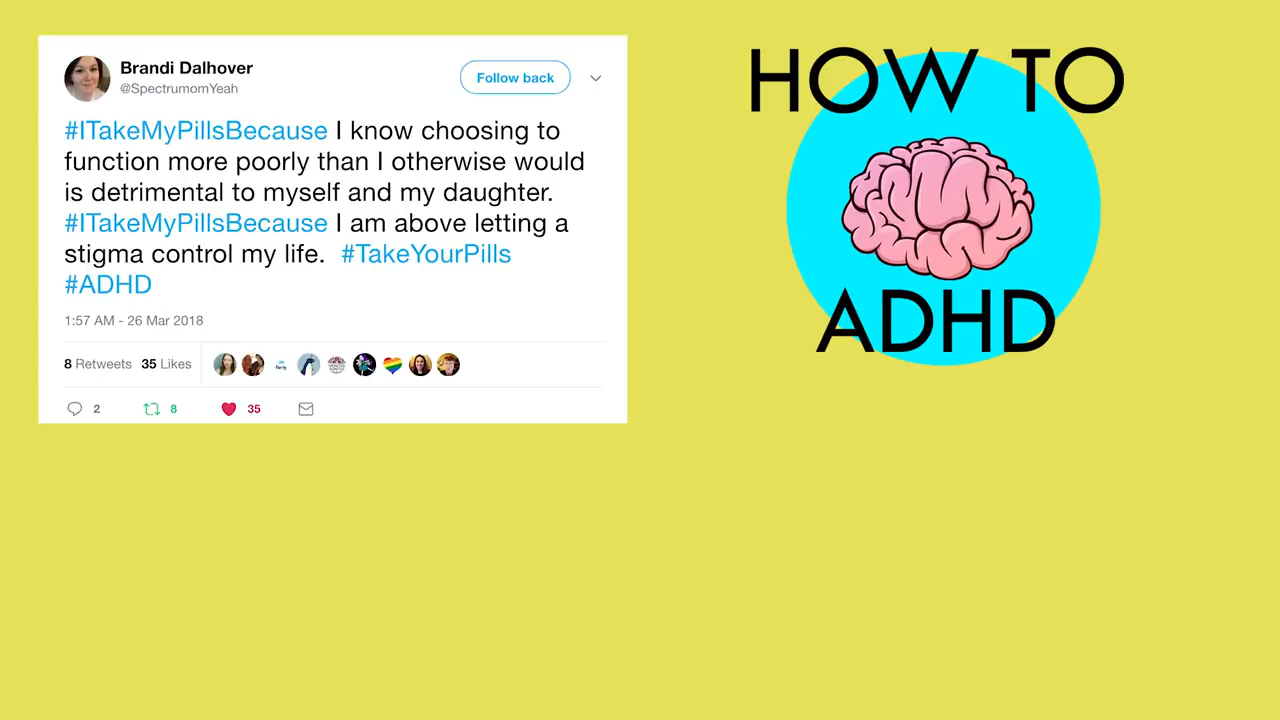 Brandi Dalhover
@SpectrumomYeah
Follow back
#ITakeMyPillsBecause I know choosing to
function more poorly than I otherwise would
is detrimental to myself and my daughter.
#ITakeMyPillsBecause I am above letting a
stigma control my life. #TakeYourPills
#ADHD
1:57 AM - 26 Mar 2018
8 Retweets 35 Likes
2 8 35
HOW TO
ADHD